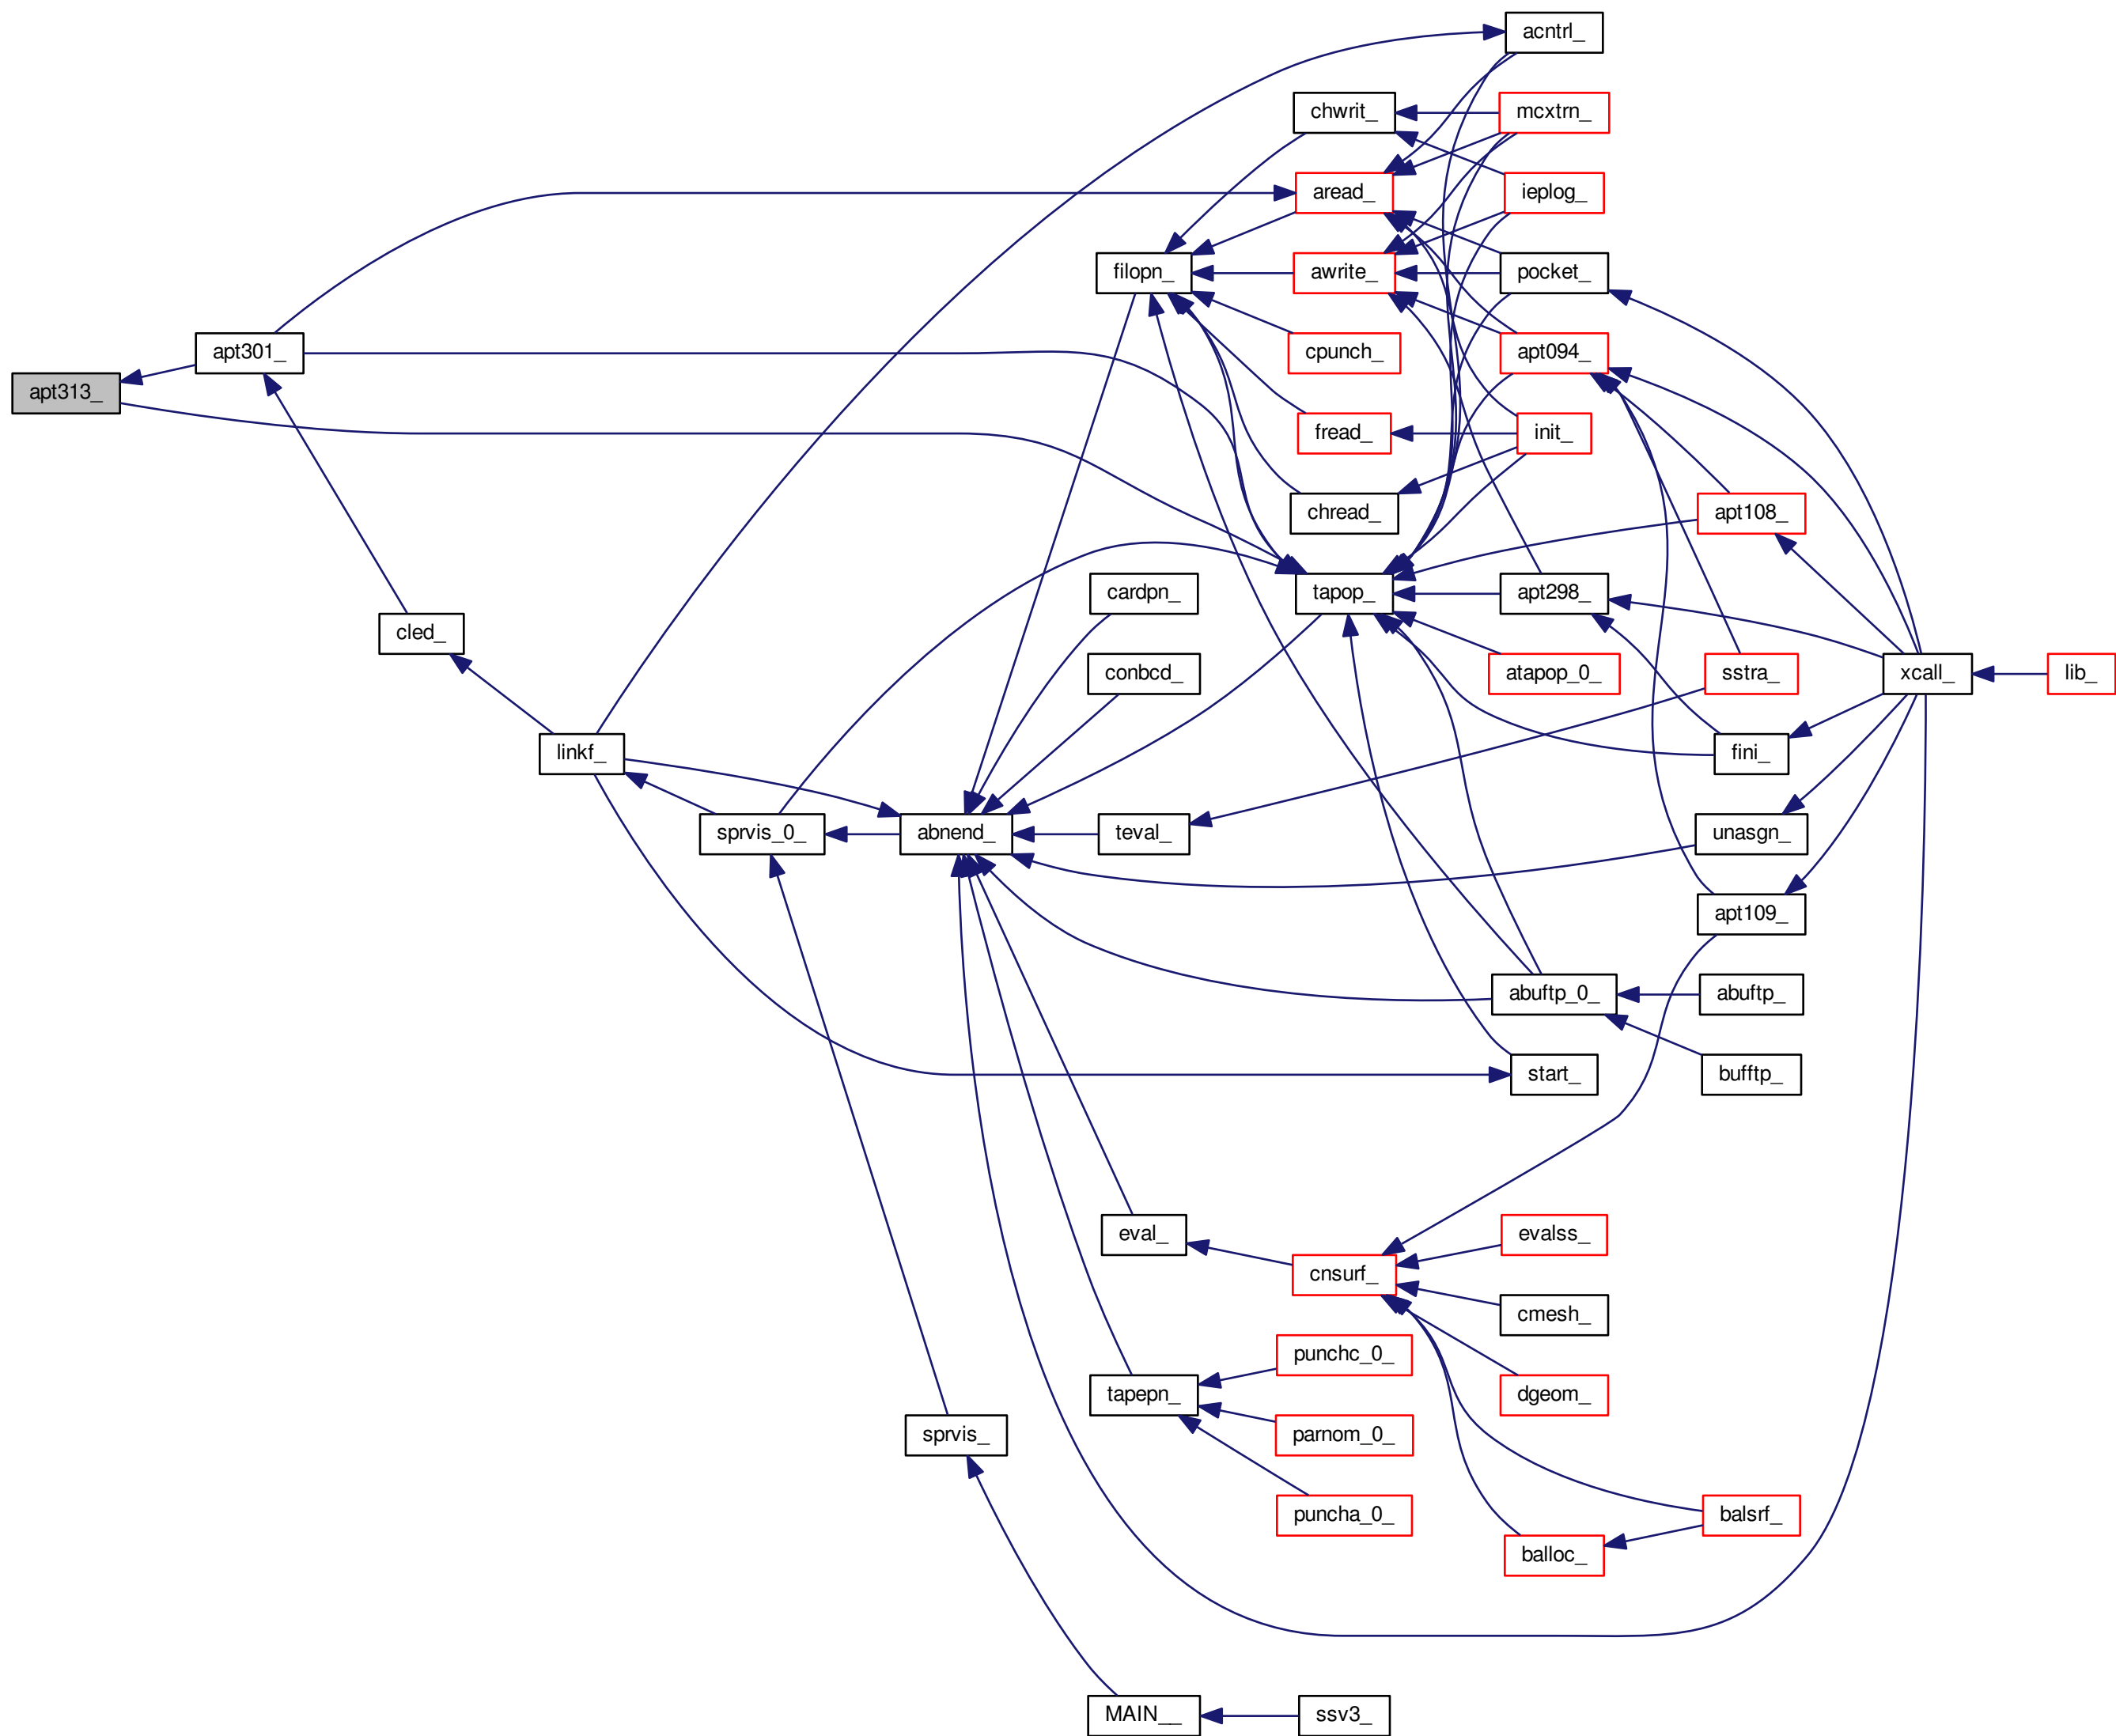 acntrl_
chwrit_
mcxtrn_
aread_
ieplog_
filopn_
awrite_
pocket_
apt301_
cpunch_
apt094_
apt313_
fread_
init_
chread_
apt108_
cardpn_
tapop_
apt298_
cled_
conbcd_
atapop_0_
sstra_
xcall_
lib_
linkf_
fini_
sprvis_0_
abnend_
teval_
unasgn_
apt109_
abuftp_0_
abuftp_
start_
bufftp_
eval_
evalss_
cnsurf_
cmesh_
punchc_0_
tapepn_
dgeom_
sprvis_
parnom_0_
puncha_0_
balsrf_
balloc_
MAIN__
ssv3_